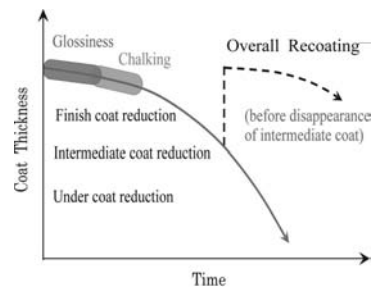 Glossiness
Chalking
Overall Recoating
Finish coat reduction
(before disappearance
of intermediate coat)
Intermediate coat reduction
Under coat reduction
Coat Thickness
Time